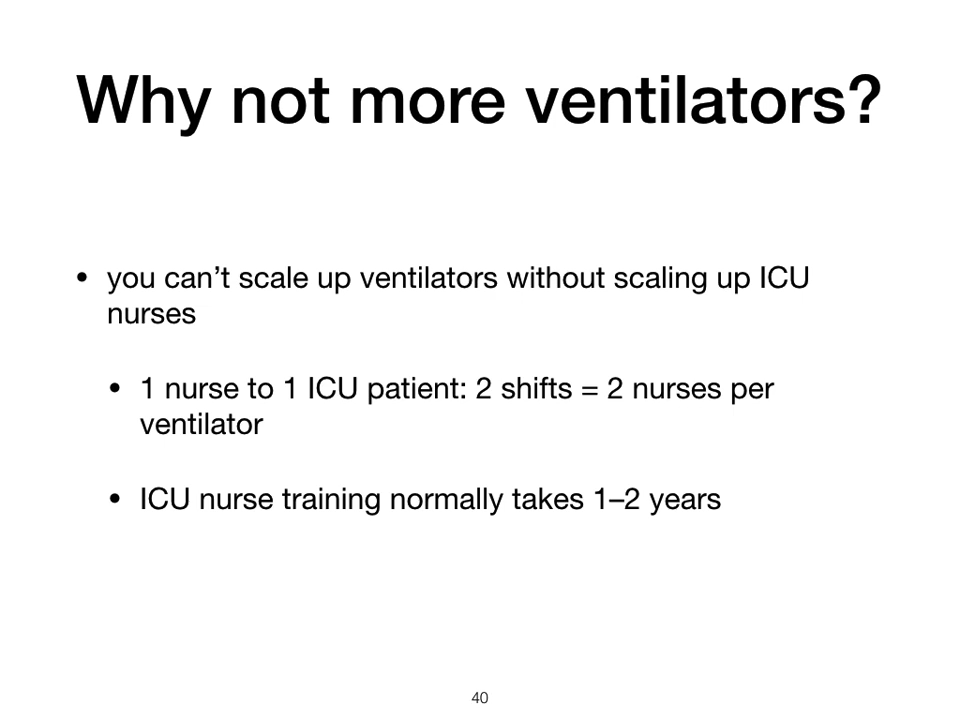 Why not more ventilators?
• you can’t scale up ventilators without scaling up ICU
nurses
• 1 nurse to 1 ICU patient: 2 shifts = 2 nurses per
ventilator
• ICU nurse training normally takes 1–2 years
40